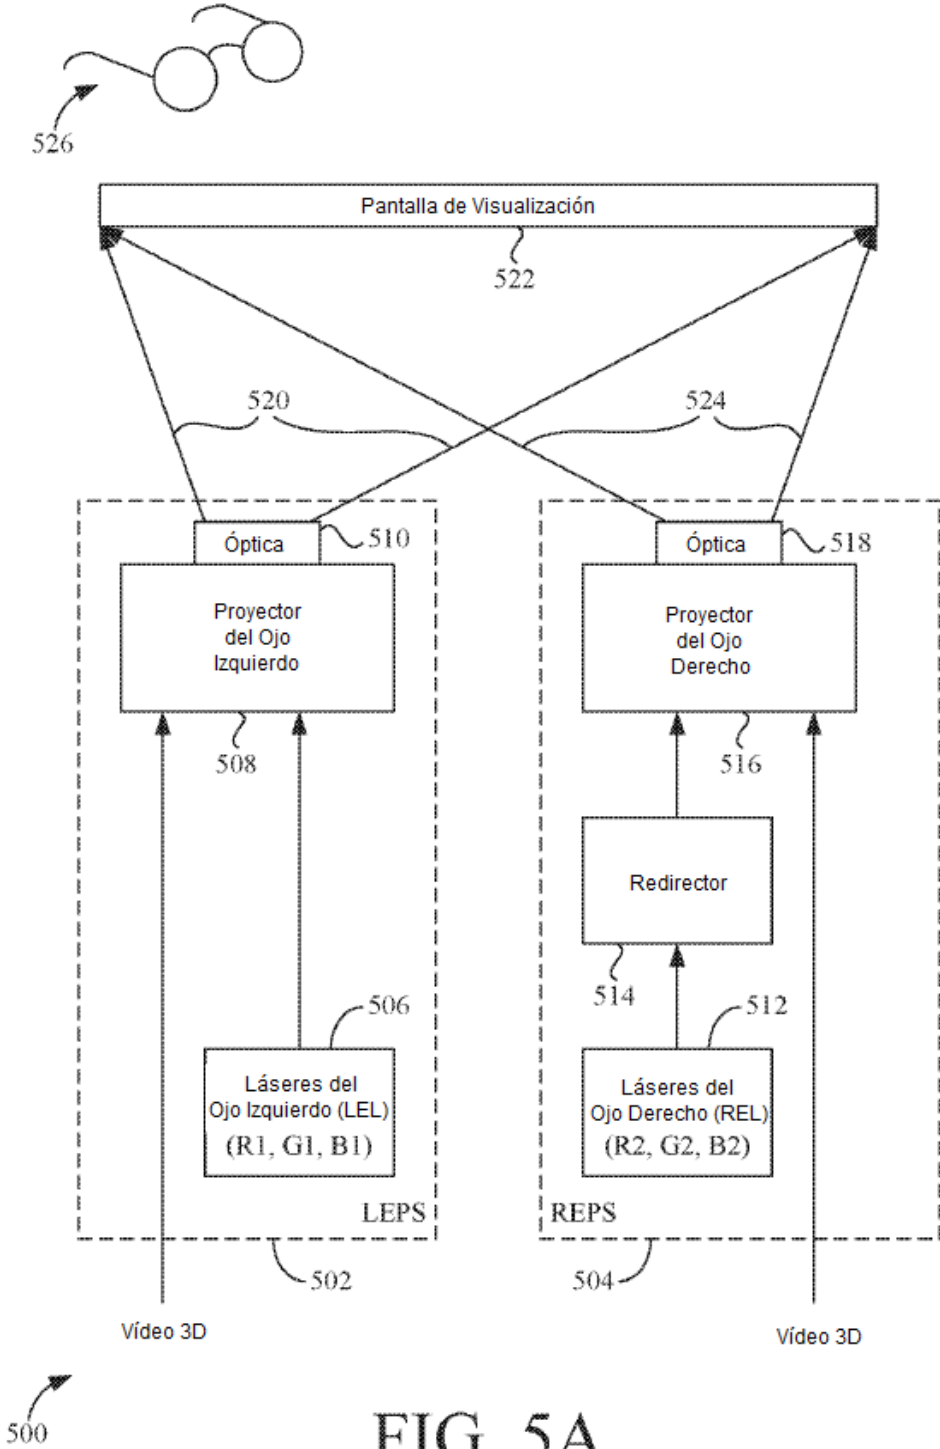 526
Pantalla de Visualización
522
520
524
Óptica
510
Óptica
518
Proyector
del Ojo
Izquierdo
Proyector
del Ojo
Derecho
508
516
Redirector
514
506
512
Láseres del
Ojo Izquierdo (LEL)
(R1, G1, B1)
Láseres del
Ojo Derecho (REL)
(R2, G2, B2)
LEPS
REPS
502
504
Vídeo 3D
Vídeo 3D
500
FIG. 5A